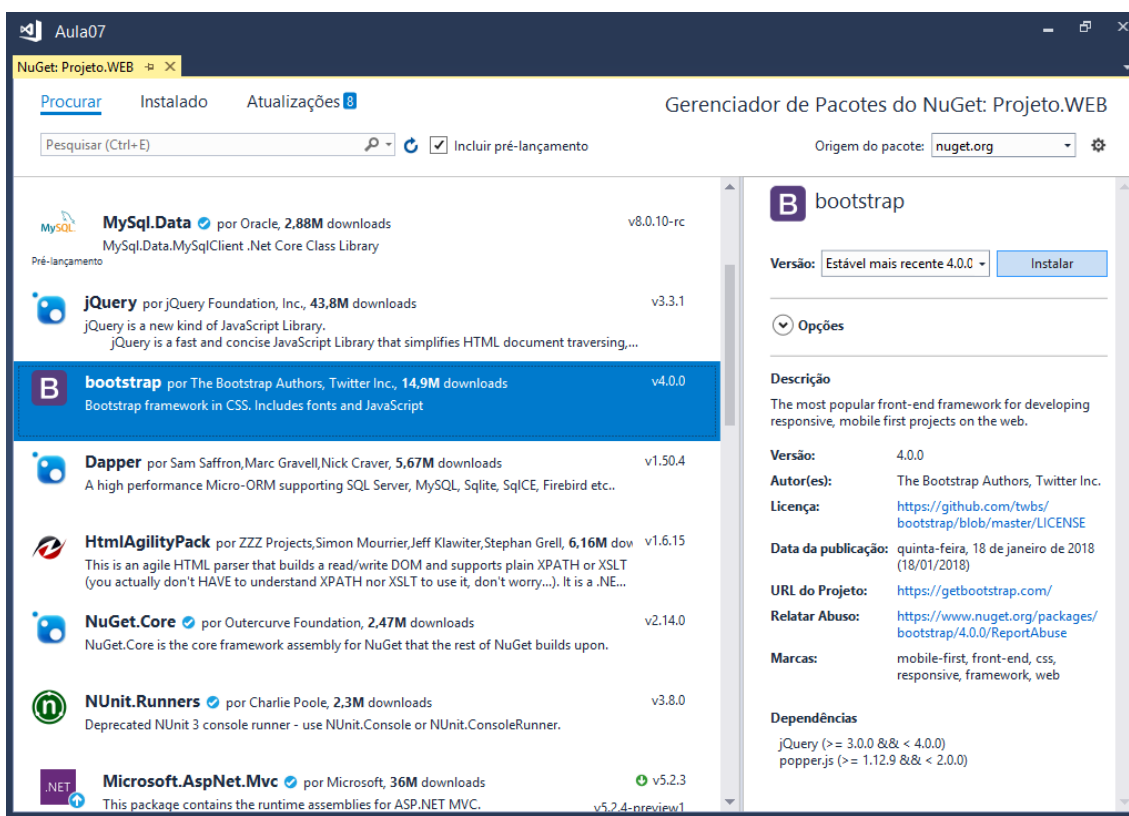 Aula07
NuGet: Projeto.WEB
Procurar Instalado Atualizações 8
Gerenciador de Pacotes do NuGet: Projeto.WEB
Pesquisar (Ctrl+E)
Incluir pré-lançamento
Origem do pacote: nuget.org
MySQL
Pré-lançamento
MySql.Data por Oracle, 2,88M downloads v8.0.10-rc
MySql.Data.MySqlClient .Net Core Class Library
jQuery por jQuery Foundation, Inc., 43,8M downloads v3.3.1
jQuery is a new kind of JavaScript Library.
jQuery is a fast and concise JavaScript Library that simplifies HTML document traversing,...
B
bootstrap por The Bootstrap Authors, Twitter Inc., 14,9M downloads v4.0.0
Bootstrap framework in CSS. Includes fonts and JavaScript
Dapper por Sam Saffron,Marc Gravell,Nick Craver, 5,67M downloads v1.50.4
A high performance Micro-ORM supporting SQL Server, MySQL, Sqlite, SqlCE, Firebird etc..
HtmlAgilityPack por ZZZ Projects,Simon Mourrier,Jeff Klawiter,Stephan Grell, 6,16M dow v1.6.15
This is an agile HTML parser that builds a read/write DOM and supports plain XPATH or XSLT
(you actually don't HAVE to understand XPATH nor XSLT to use it, don't worry...). It is a .NE...
NuGet.Core por Outercurve Foundation, 2,47M downloads v2.14.0
NuGet.Core is the core framework assembly for NuGet that the rest of NuGet builds upon.
n
NUnit.Runners por Charlie Poole, 2,3M downloads v3.8.0
Deprecated NUnit 3 console runner - use NUnit.Console or NUnit.ConsoleRunner.
.NET
Microsoft.AspNet.Mvc por Microsoft, 36M downloads v5.2.3
This package contains the runtime assemblies for ASP.NET MVC. v5.2.4-preview1
B
bootstrap
Versão: Estável mais recente 4.0.0 Instalar
Opções
Descrição
The most popular front-end framework for developing
responsive, mobile first projects on the web.
Versão: 4.0.0
Autor(es): The Bootstrap Authors, Twitter Inc.
Licença: https://github.com/twbs/
bootstrap/blob/master/LICENSE
Data da publicação: quinta-feira, 18 de janeiro de 2018
(18/01/2018)
URL do Projeto: https://getbootstrap.com/
Relatar Abuso: https://www.nuget.org/packages/
bootstrap/4.0.0/ReportAbuse
Marcas: mobile-first, front-end, css,
responsive, framework, web
Dependências
jQuery (>= 3.0.0 && < 4.0.0)
popper.js (>= 1.12.9 && < 2.0.0)